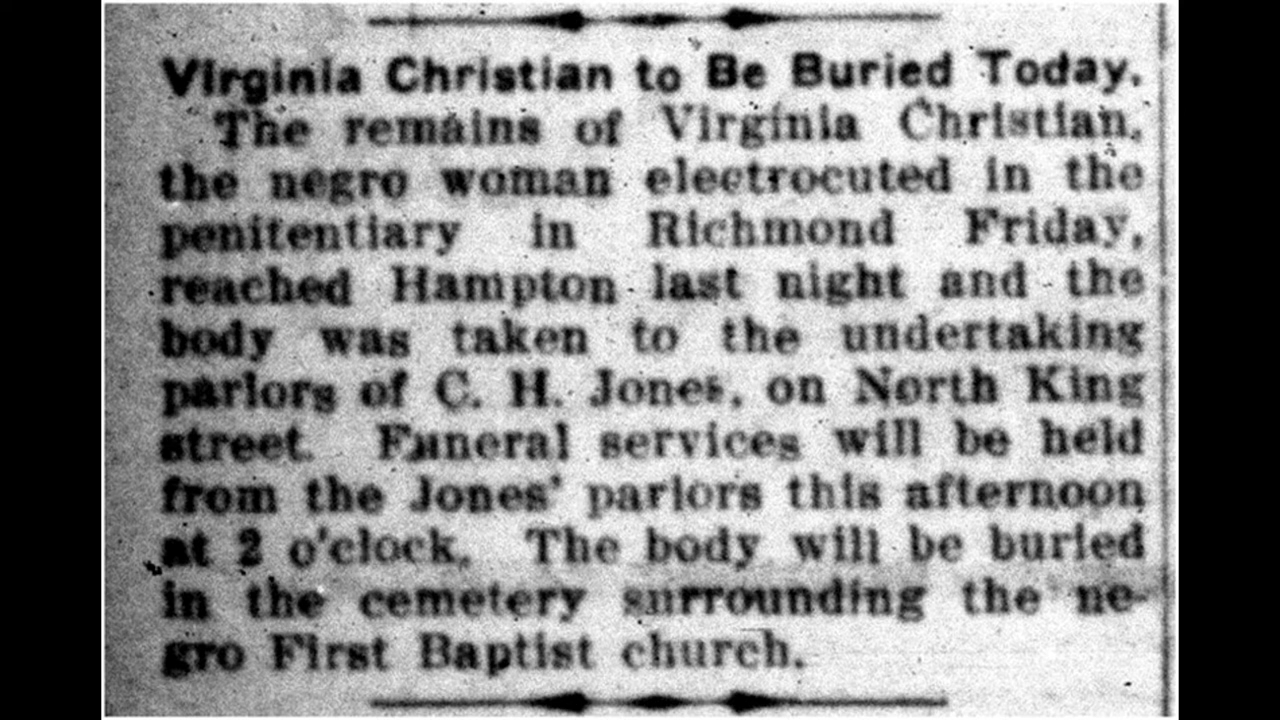 Virginia Christian to Be Buried Today.
The remains of Virginia Christian,
the negro woman electrocuted in the
penitentiary in Richmond Friday,
reached Hampton last night and the
body was taken to the undertaking
parlors of C. H. Jones, on North King
street. Funeral services will be held
from the Jones' parlors this afternoon
at 2 o'clock. The body will be buried
in the cemetery surrounding the ne-
gro First Baptist church.